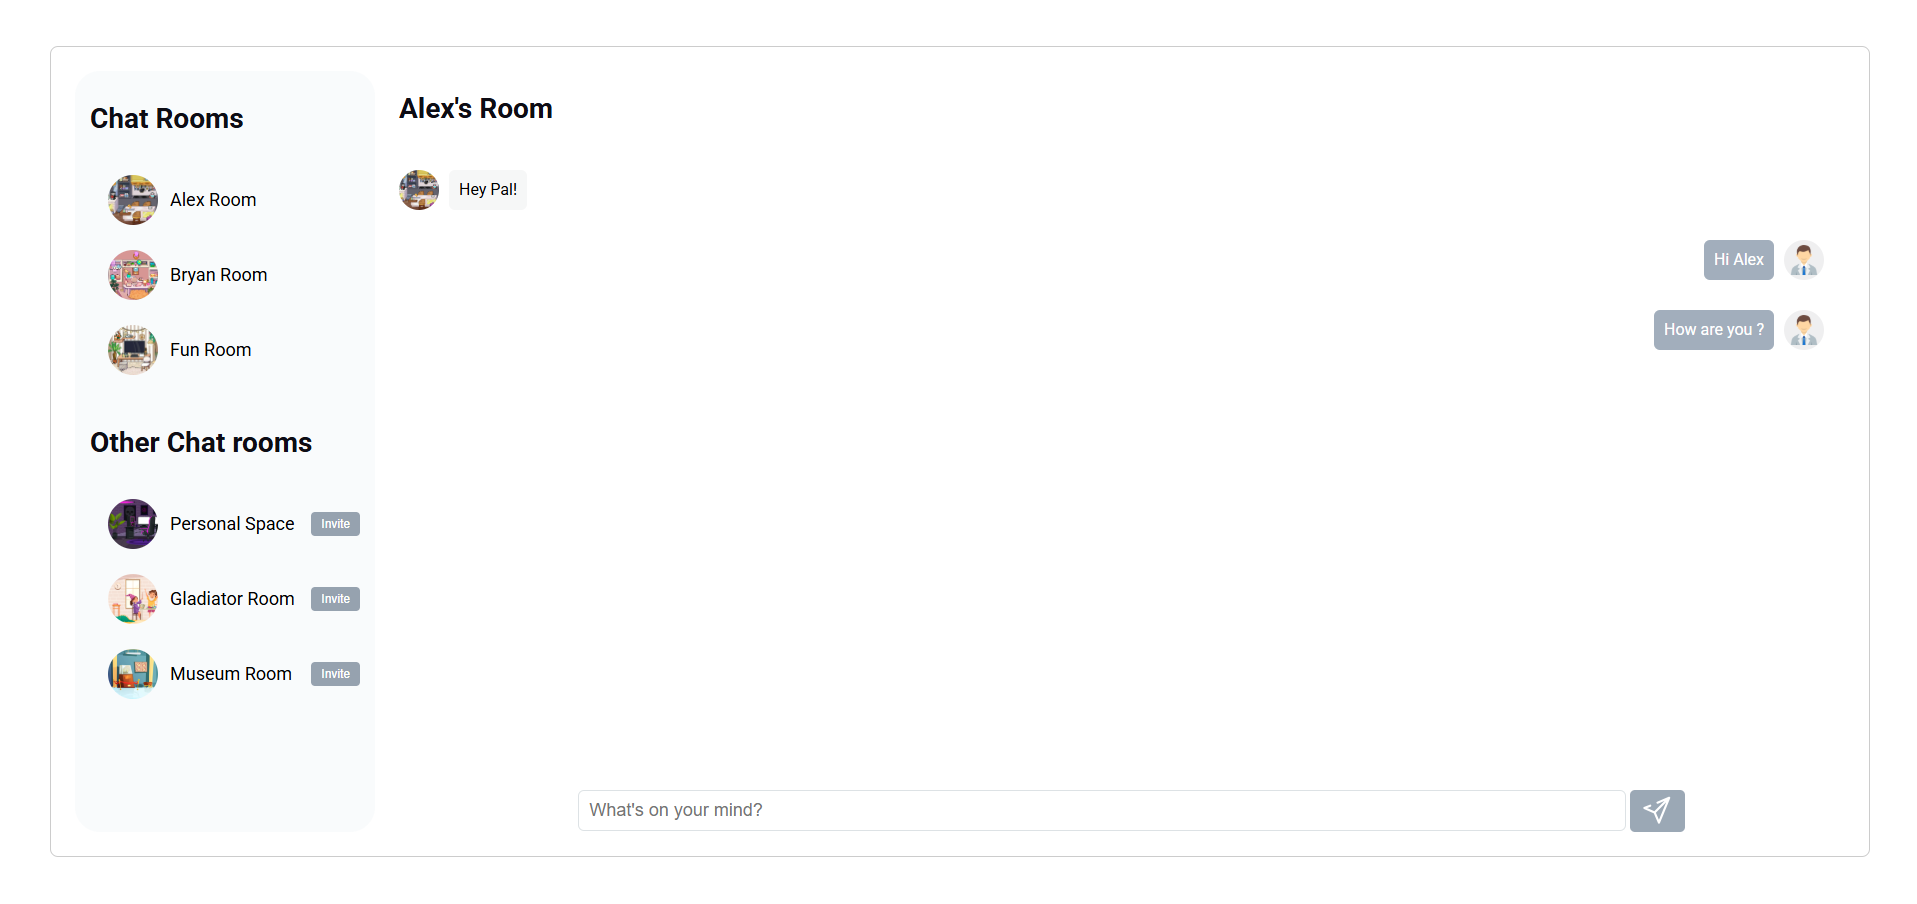 Chat Rooms
Alex Room
Bryan Room
Fun Room
Other Chat rooms
Personal Space Invite
Gladiator Room Invite
Museum Room Invite
Alex's Room
Hey Pal!
Hi Alex
How are you ?
What's on your mind?